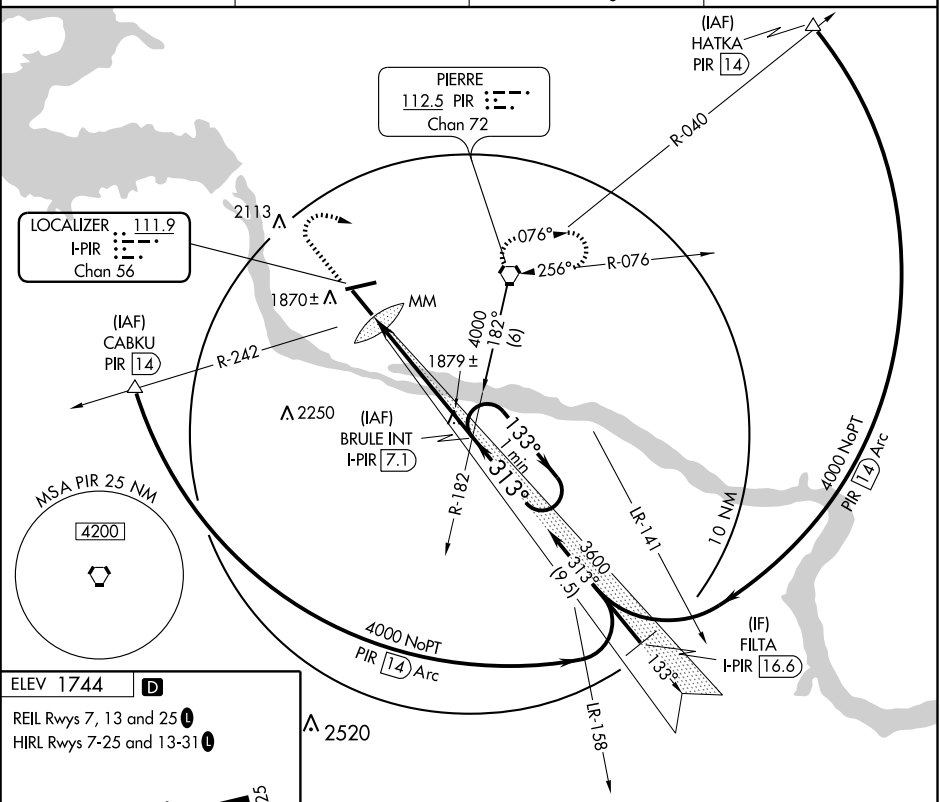 (IAF)
HATKA
PIR 14
PIERRE
112.5 PIR
Chan 72
R-040
LOCALIZER 111.9
I-PIR
Chan 56
2113
076°
256°
R-076
1870±
MM
4000
182°
(6)
(IAF)
CABKU
PIR 14
R-242
1879±
2250
(IAF)
BRULE INT
I-PIR 7.1
133°
1 min
313°
R-182
4000 NoPT
PIR 14 Arc
MSA PIR 25 NM
4200
LR-141
10 NM
3600
313°
(9.5)
(IF)
FILTA
I-PIR 16.6
133°
4000 NoPT
PIR 14 Arc
LR-158
ELEV 1744 D
REIL Rwys 7, 13 and 25 L
HIRL Rwys 7-25 and 13-31 L
2520
25